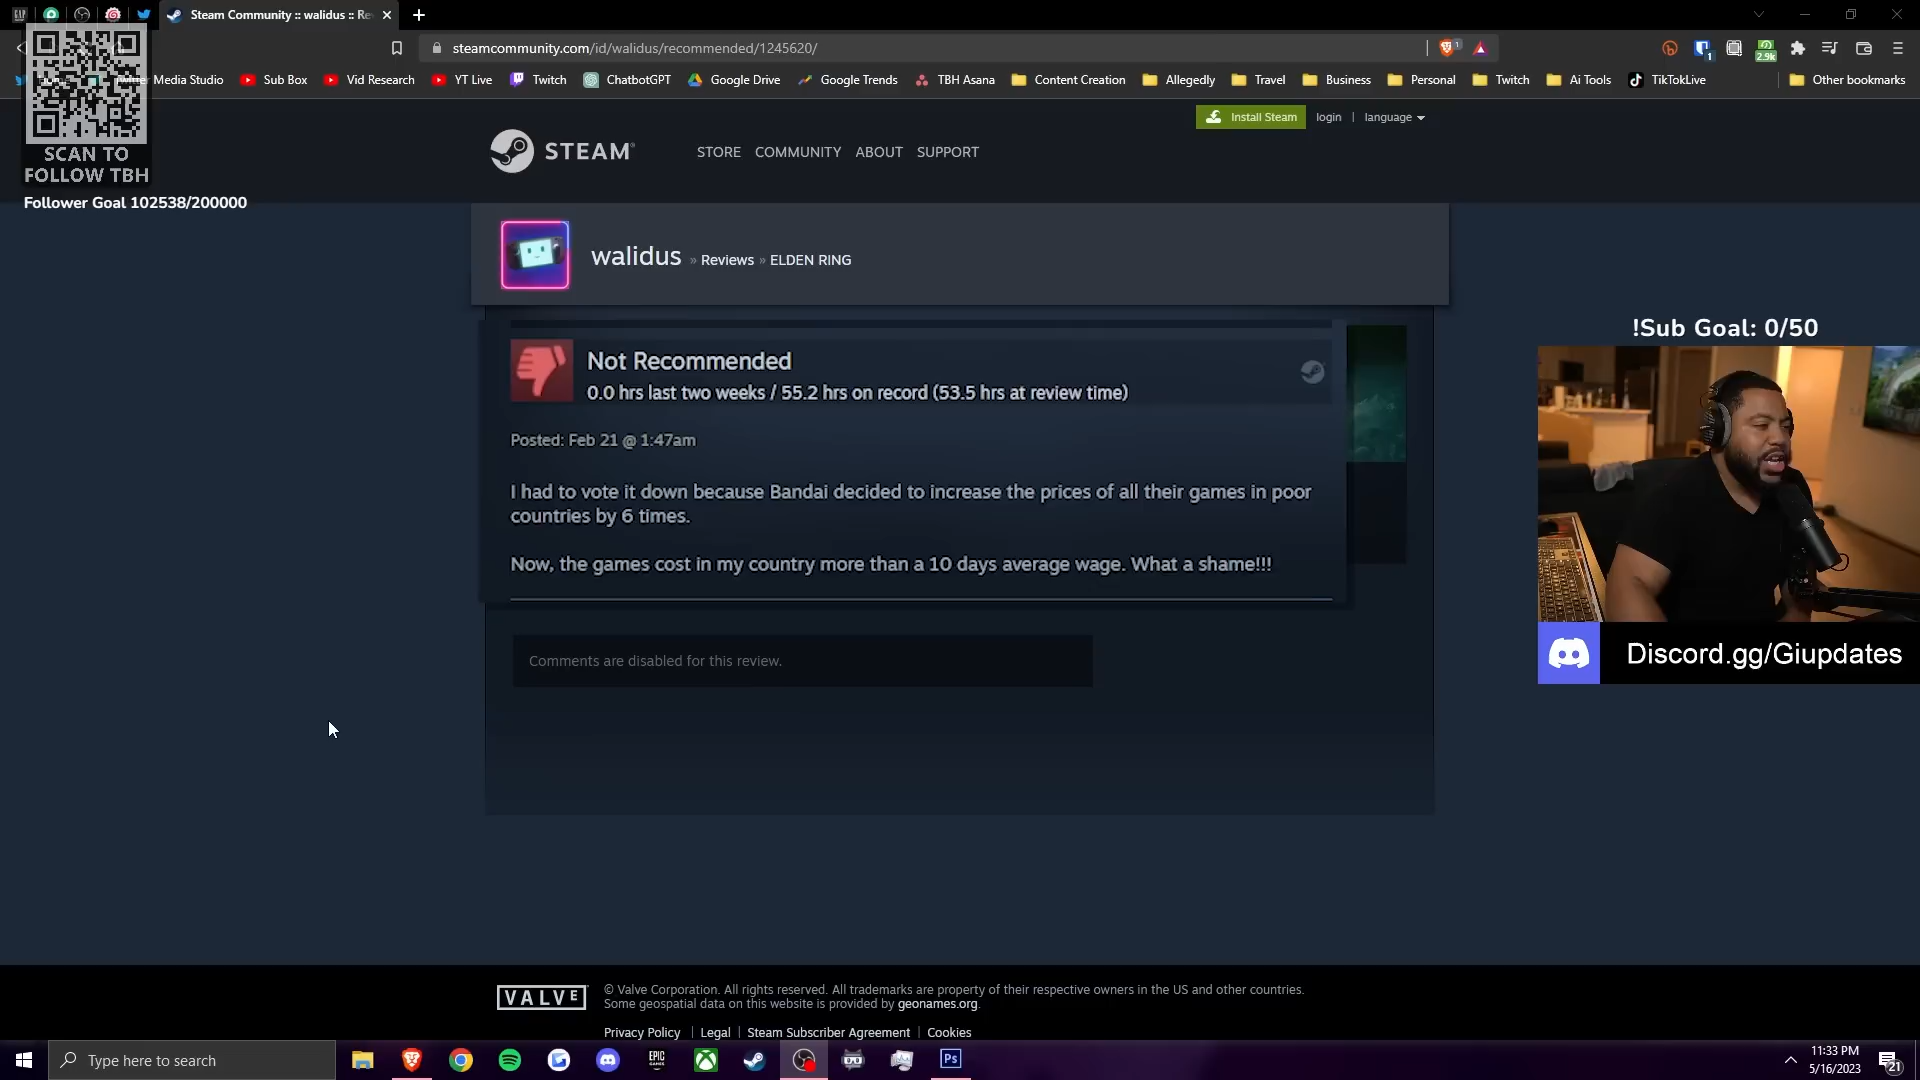 Steam Community :: walidus :: Re
steamcommunity.com/id/walidus/recommended/1245620/
1
1
2.9k
Twitter Media Studio
Sub Box
Vid Research
YT Live
Twitch
ChatbotGPT
Google Drive
Google Trends
TBH Asana
Content Creation
Allegedly
Travel
Business
Personal
Twitch
Ai Tools
TikTokLive
Other bookmarks
SCAN TO
FOLLOW TBH
Follower Goal 102538/200000
Install Steam
login | language
STEAM®
STORE COMMUNITY ABOUT SUPPORT
walidus » Reviews » ELDEN RING
Not Recommended
0.0 hrs last two weeks / 55.2 hrs on record (53.5 hrs at review time)
Posted: Feb 21 @ 1:47am
I had to vote it down because Bandai decided to increase the prices of all their games in poor
countries by 6 times.
Now, the games cost in my country more than a 10 days average wage. What a shame!!!
Comments are disabled for this review.
!Sub Goal: 0/50
Discord.gg/Giupdates
VALVE
© Valve Corporation. All rights reserved. All trademarks are property of their respective owners in the US and other countries.
Some geospatial data on this website is provided by geonames.org.
Privacy Policy | Legal | Steam Subscriber Agreement | Cookies
Type here to search
EPIC GAMES
Ps
11:33 PM
5/16/2023
21